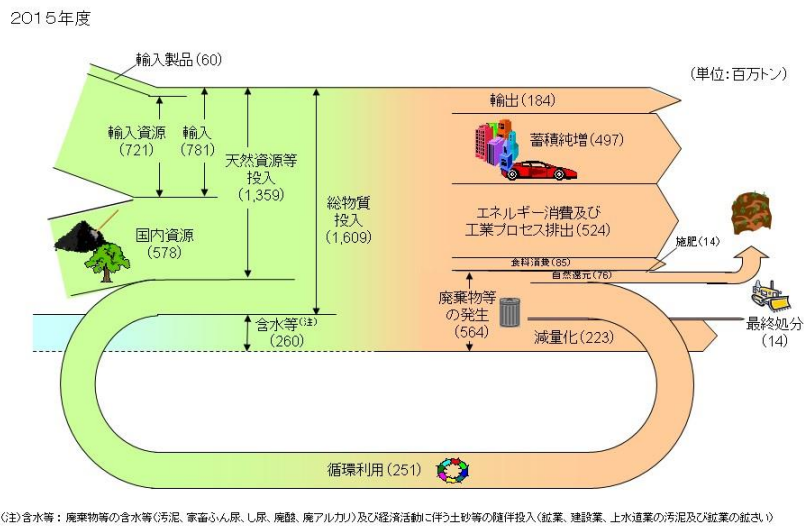 2015年度
輸入製品(60)
(単位:百万トン)
輸出(184)
輸入資源
(721)
輸入
(781)
蓄積純増(497)
天然資源等
投入
(1,359)
総物質
投入
(1,609)
エネルギー消費及び
工業プロセス排出(524)
国内資源
(578)
施肥(14)
食料消費(85)
自然還元(76)
廃棄物等
の発生
(564)
含水等(注)
(260)
減量化(223)
最終処分
(14)
循環利用(251)
(注)含水等:廃棄物等の含水等(汚泥、家畜ふん尿、し尿、廃酸、廃アルカリ)及び経済活動に伴う土砂等の随伴投入(鉱業、建設業、上水道業の汚泥及び鉱業の鉱さい)